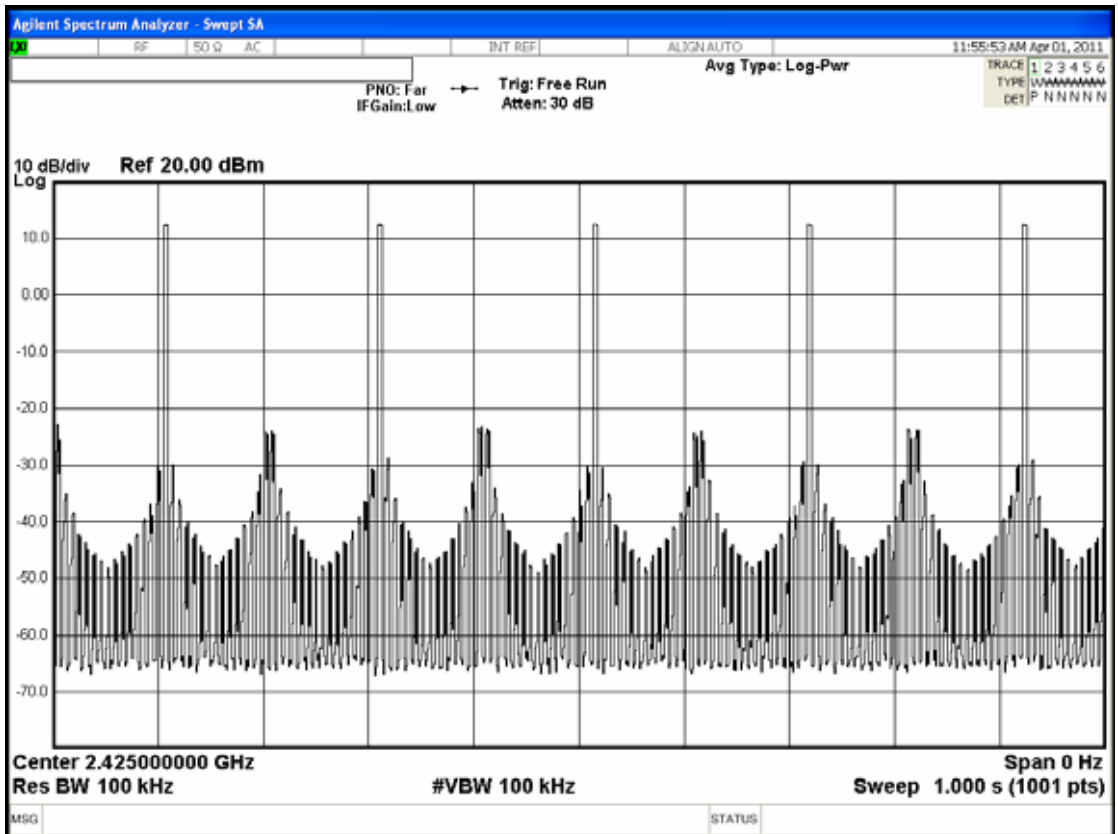 Agilent Spectrum Analyzer - Swept SA
LXI RF 50 Ω AC INT REF ALIGNAUTO 11:55:53 AM Apr 01, 2011
Avg Type: Log-Pwr TRACE 1 2 3 4 5 6
PNO: Far Trig: Free Run TYPE WWWWWWW
IFGain:Low Atten: 30 dB DET P N N N N N
10 dB/div Ref 20.00 dBm
Log
10.0
0.00
-10.0
-20.0
-30.0
-40.0
-50.0
-60.0
-70.0
Center 2.425000000 GHz Span 0 Hz
Res BW 100 kHz #VBW 100 kHz Sweep 1.000 s (1001 pts)
MSG STATUS